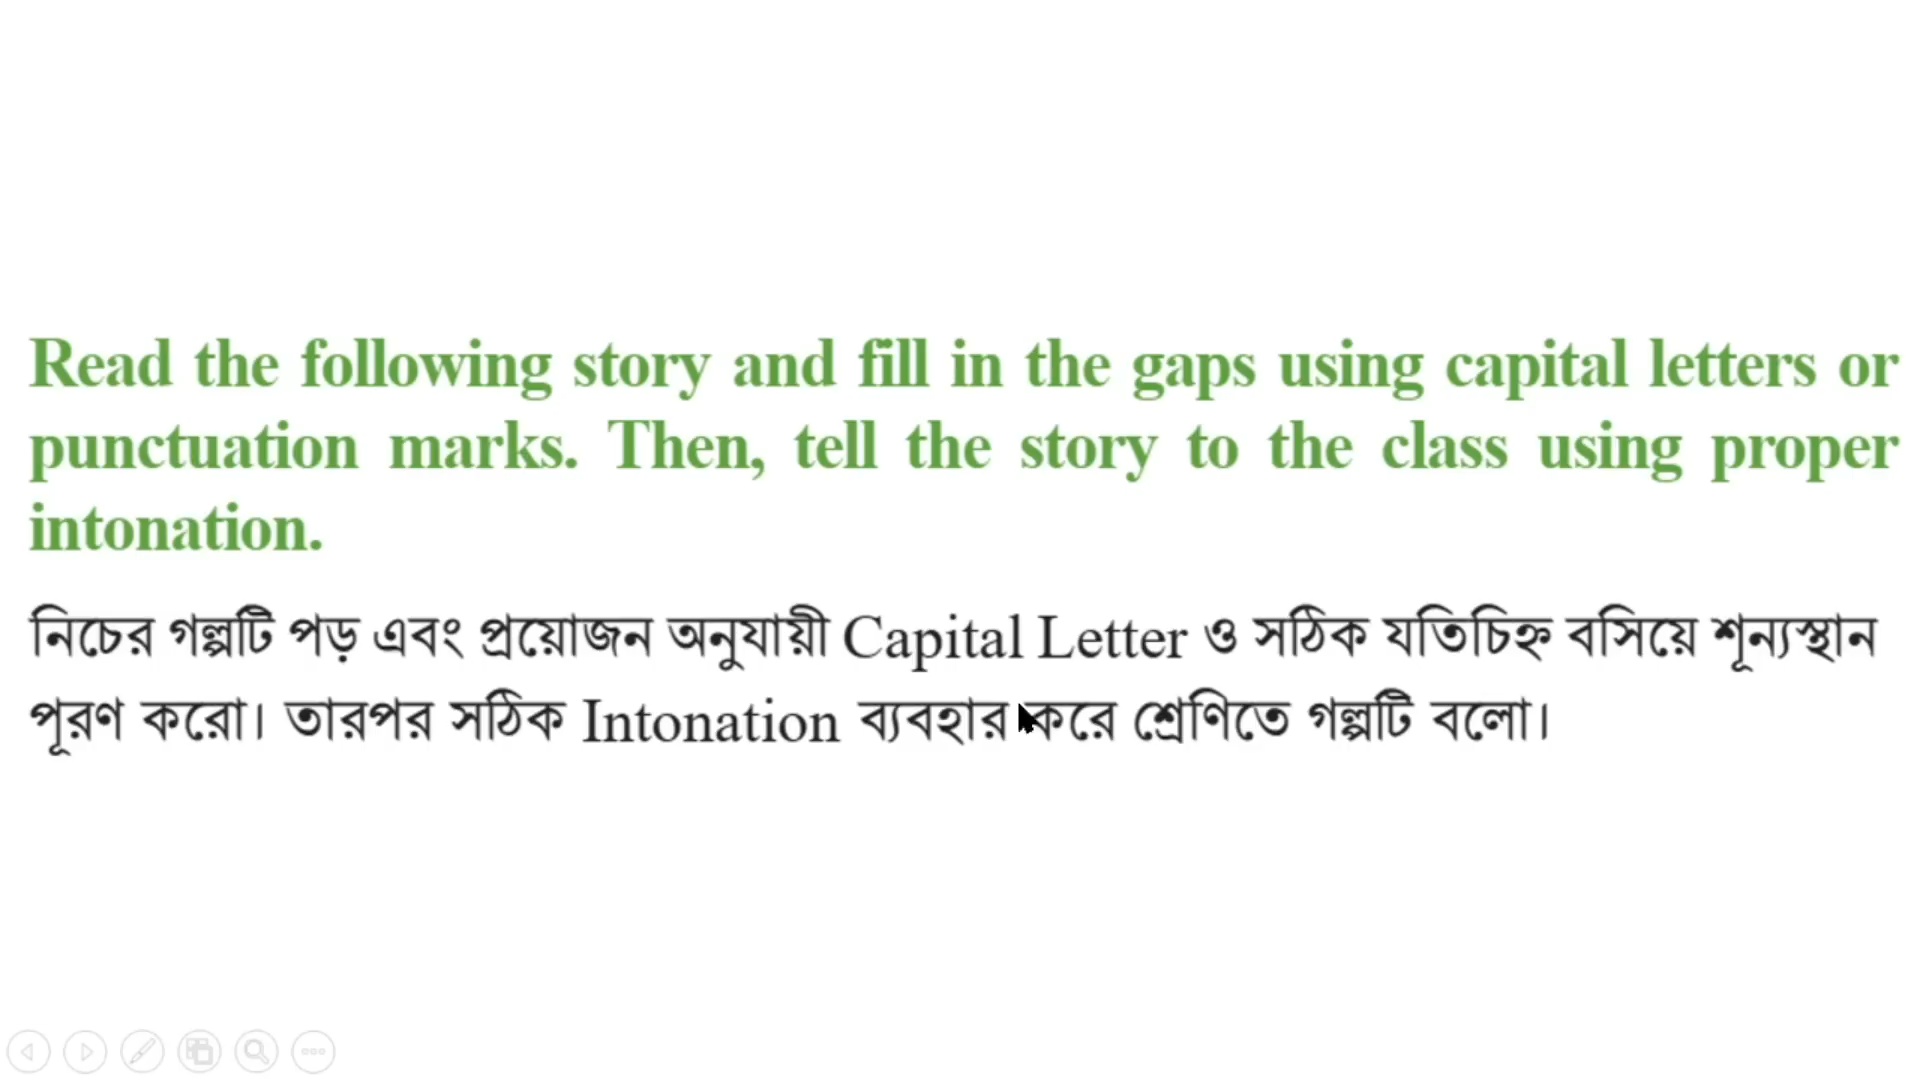 Read the following story and fill in the gaps using capital letters or
punctuation marks. Then, tell the story to the class using proper
intonation.
নিচের গল্পটি পড় এবং প্রয়োজন অনুযায়ী Capital Letter ও সঠিক যতিচিহ্ন বসিয়ে শূন্যস্থান
পূরণ করো। তারপর সঠিক Intonation ব্যবহার করে শ্রেণিতে গল্পটি বলো।